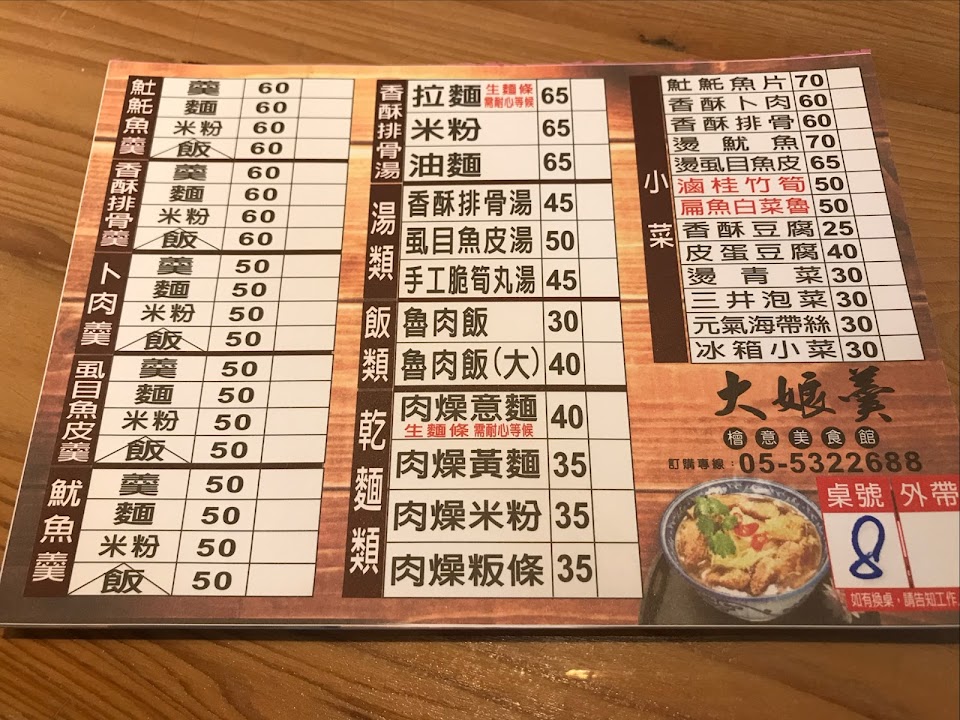 䰾魠魚羹
羹 60
麵 60
米粉 60
飯 60
香酥排骨羹
羹 60
麵 60
米粉 60
飯 60
卜肉羹
羹 50
麵 50
米粉 50
飯 50
虱目魚皮羹
羹 50
麵 50
米粉 50
飯 50
魷魚羹
羹 50
麵 50
米粉 50
飯 50
香酥排骨湯
拉麵 生麵條 需耐心等候 65
米粉 65
油麵 65
湯類
香酥排骨湯 45
虱目魚皮湯 50
手工脆筍丸湯 45
飯類
魯肉飯 30
魯肉飯(大) 40
乾麵類
肉燥意麵 40
生麵條 需耐心等候
肉燥黃麵 35
肉燥米粉 35
肉燥粄條 35
小菜
䰾魠魚片 70
香酥卜肉 60
香酥排骨 60
燙魷魚 70
燙虱目魚皮 65
滷桂竹筍 50
扁魚白菜魯 50
香酥豆腐 25
皮蛋豆腐 40
燙青菜 30
三井泡菜 30
元氣海帶絲 30
冰箱小菜 30
大娘羹
檜意美食館
訂購專線：05-5322688
桌號 外帶
8
如有換桌，請告知工作